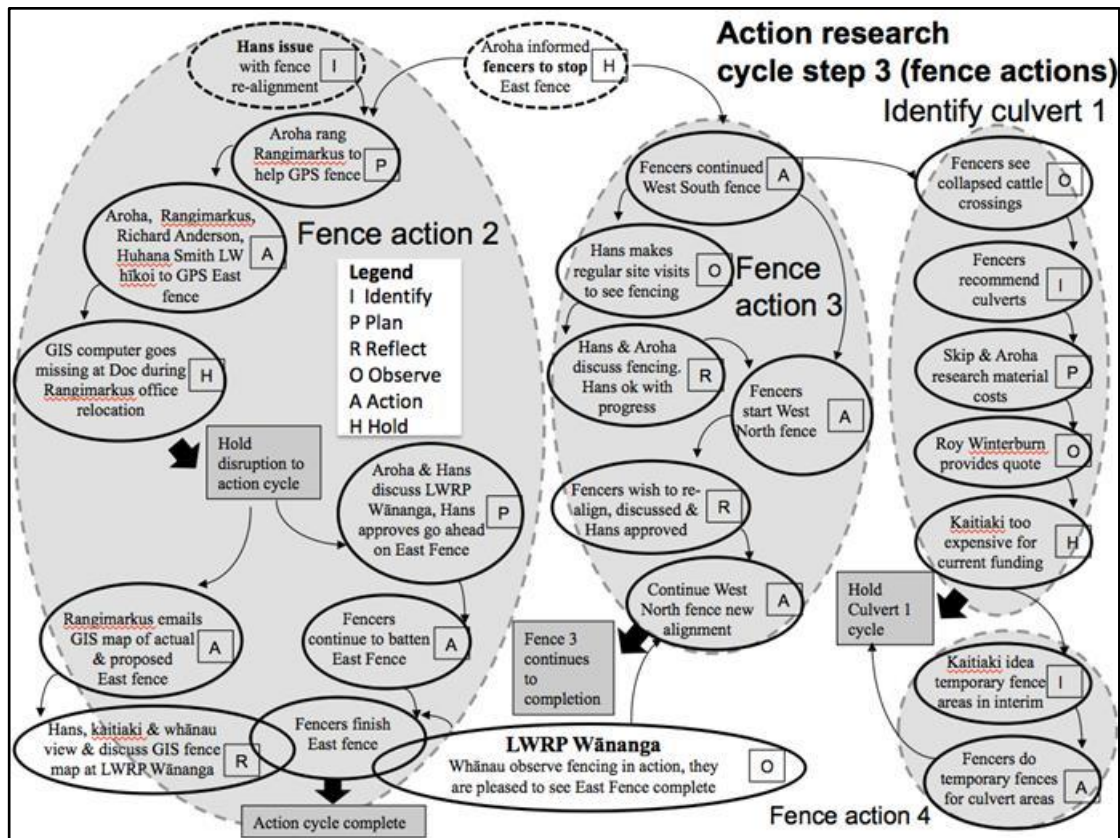 Action research
cycle step 3 (fence actions)
Hans issue
with fence
re-alignment
I
Aroha informed
fencers to stop
East fence
H
Aroha rang
Rangimarkus to
help GPS fence
P
Aroha, Rangimarkus,
Richard Anderson,
Huhana Smith LW
hīkoi to GPS East
fence
A
Fence action 2
Legend
I Identify
P Plan
R Reflect
O Observe
A Action
H Hold
GIS computer goes
missing at Doc during
Rangimarkus office
relocation
H
Hold
disruption to
action cycle
Aroha & Hans
discuss LWRP
Wānanga, Hans
approves go ahead
on East Fence
P
Rangimarkus emails
GIS map of actual
& proposed
East fence
A
Fencers
continue to batten
East Fence
A
Hans, kaitiaki & whānau
view & discuss GIS fence
map at LWRP Wānanga
R
Fencers finish
East fence
Action cycle complete
LWRP Wānanga
Whānau observe fencing in action, they
are pleased to see East Fence complete
O
Fencers continued
West South fence
A
Hans makes
regular site visits
to see fencing
O
Fence
action 3
Hans & Aroha
discuss fencing.
Hans ok with
progress
R
Fencers
start West
North fence
A
Fencers wish to re-
align, discussed &
Hans approved
R
Continue West
North fence new
alignment
A
Fence 3
continues
to
completion
Identify culvert 1
Fencers see
collapsed cattle
crossings
O
Fencers
recommend
culverts
I
Skip & Aroha
research material
costs
P
Roy Winterburn
provides quote
O
Kaitiaki too
expensive for
current funding
H
Hold
Culvert 1
cycle
Kaitiaki idea
temporary fence
areas in interim
I
Fencers do
temporary fences
for culvert areas
A
Fence action 4